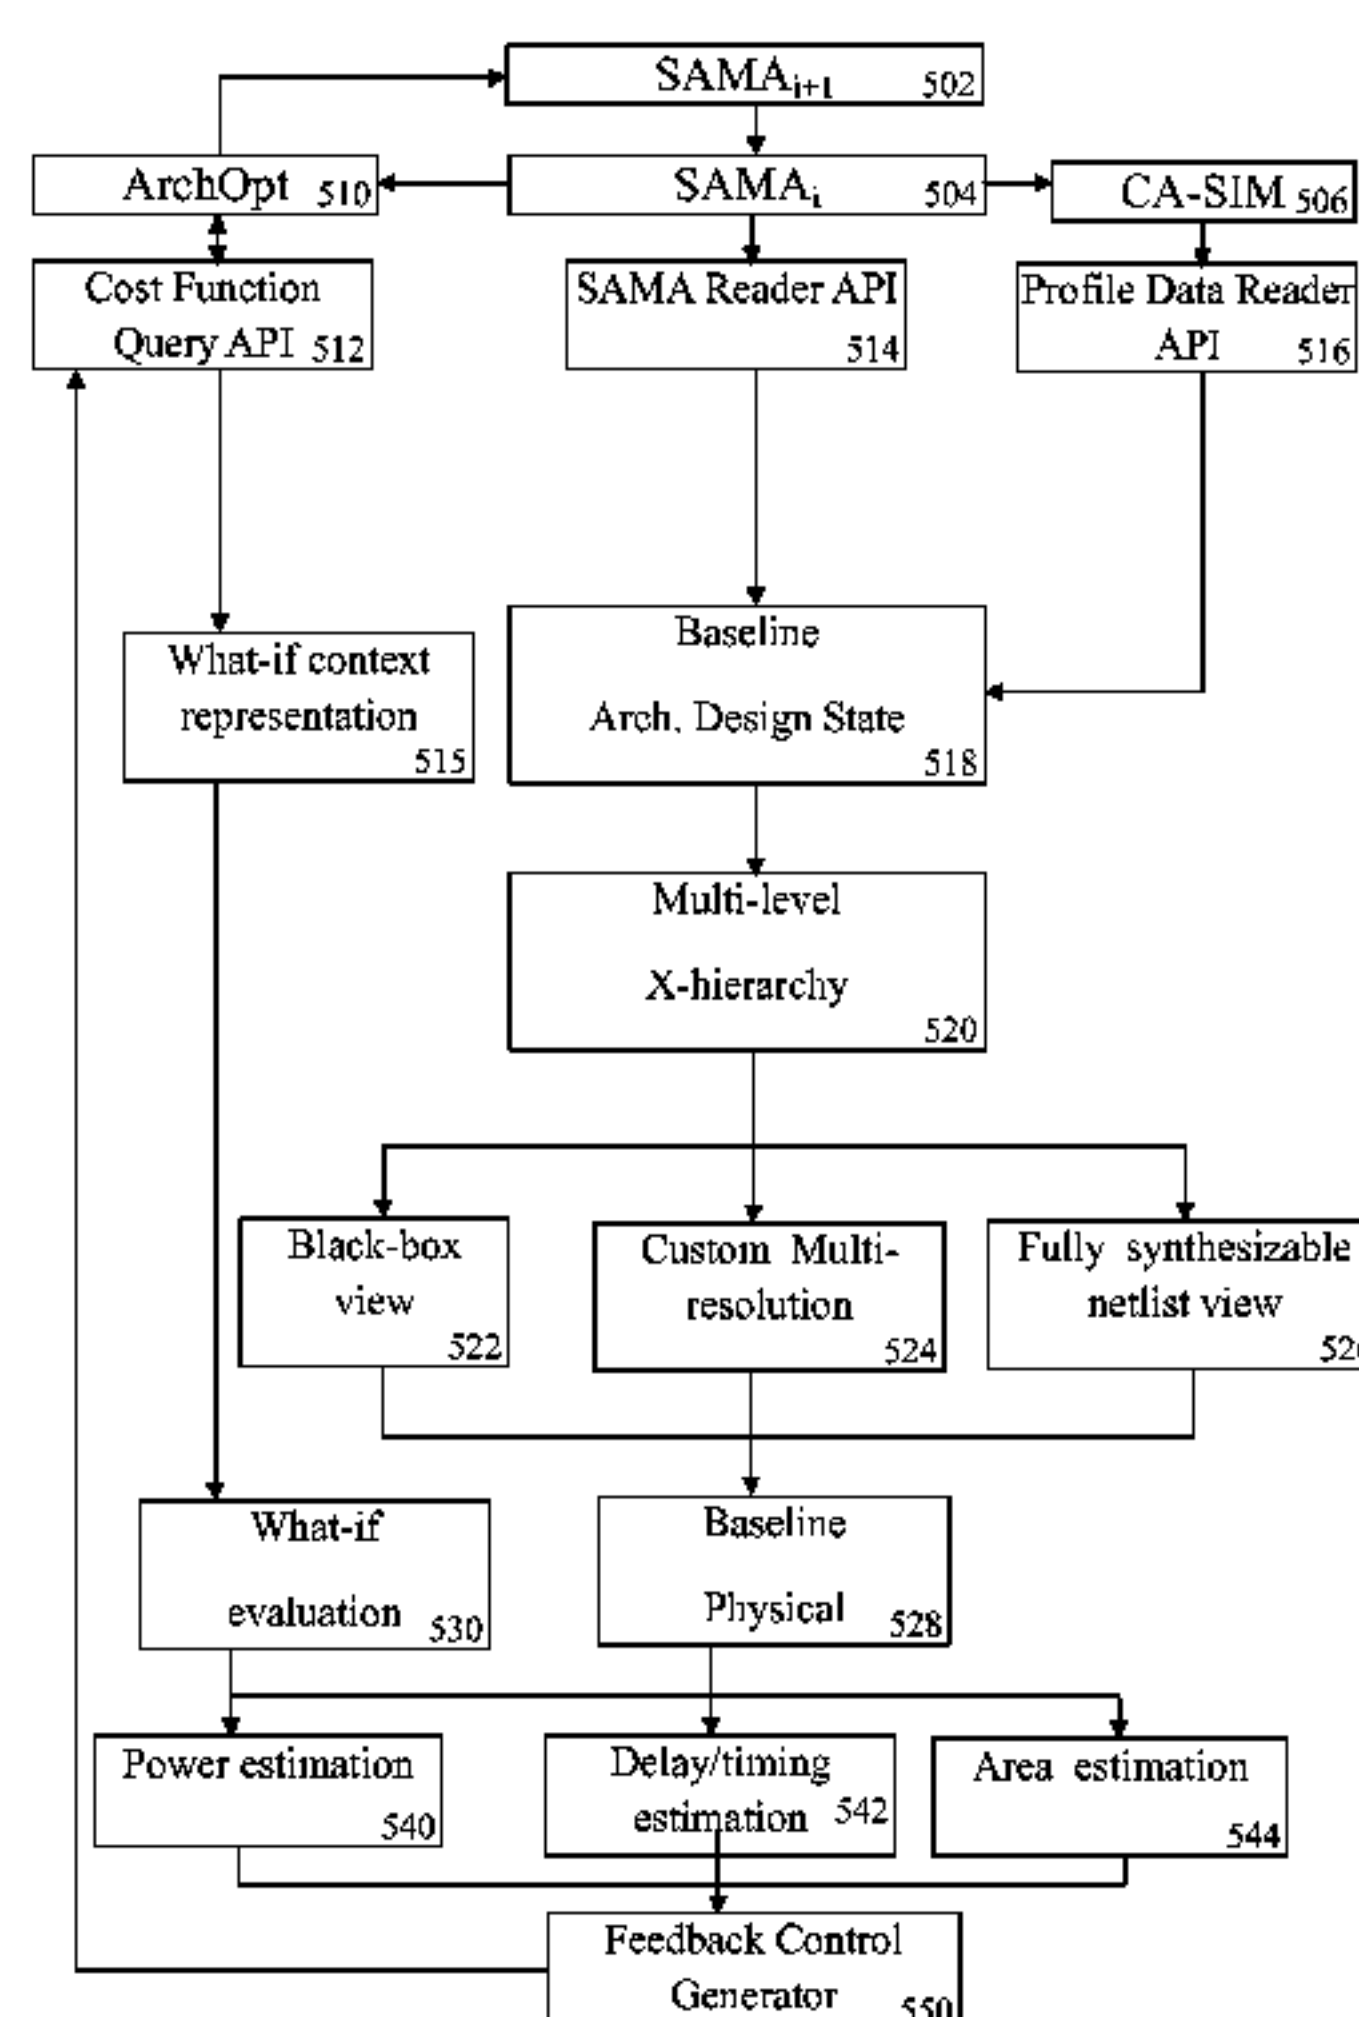 SAMAi+1 502
ArchOpt 510
SAMAi 504
CA-SIM 506
Cost Function
Query API 512
SAMA Reader API
514
Profile Data Reader
API 516
What-if context
representation
515
Baseline
Arch. Design State
518
Multi-level
X-hierarchy
520
Black-box
view
522
Custom Multi-
resolution
524
Fully synthesizable
netlist view
What-if
evaluation 530
Baseline
Physical 528
Power estimation
540
Delay/timing
estimation 542
Area estimation
544
Feedback Control
Generator 550